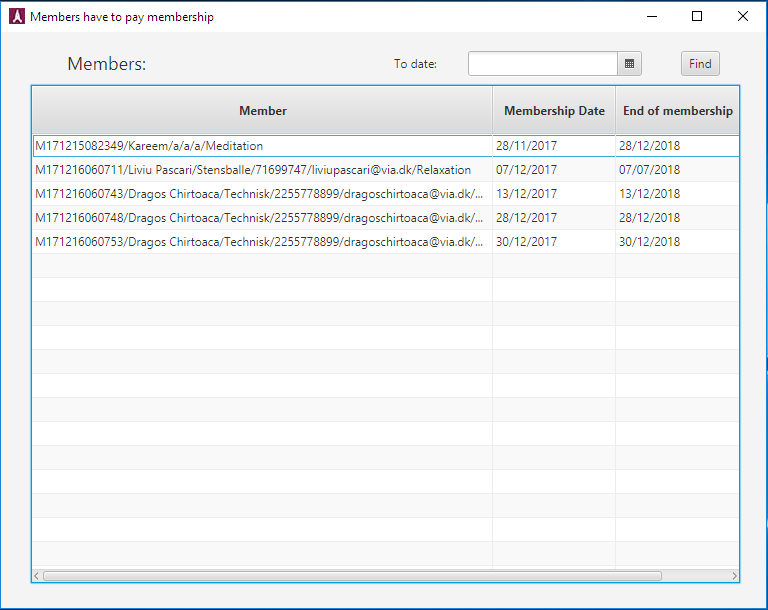 Members have to pay membership
Members: To date: Find
Member Membership Date End of membership
M171215082349/Kareem/a/a/a/Meditation 28/11/2017 28/12/2018
M171216060711/Liviu Pascari/Stensballe/71699747/liviupascari@via.dk/Relaxation 07/12/2017 07/07/2018
M171216060743/Dragos Chirtoaca/Technisk/2255778899/dragoschirtoaca@via.dk/... 13/12/2017 13/12/2018
M171216060748/Dragos Chirtoaca/Technisk/2255778899/dragoschirtoaca@via.dk/... 28/12/2017 28/12/2018
M171216060753/Dragos Chirtoaca/Technisk/2255778899/dragoschirtoaca@via.dk/... 30/12/2017 30/12/2018